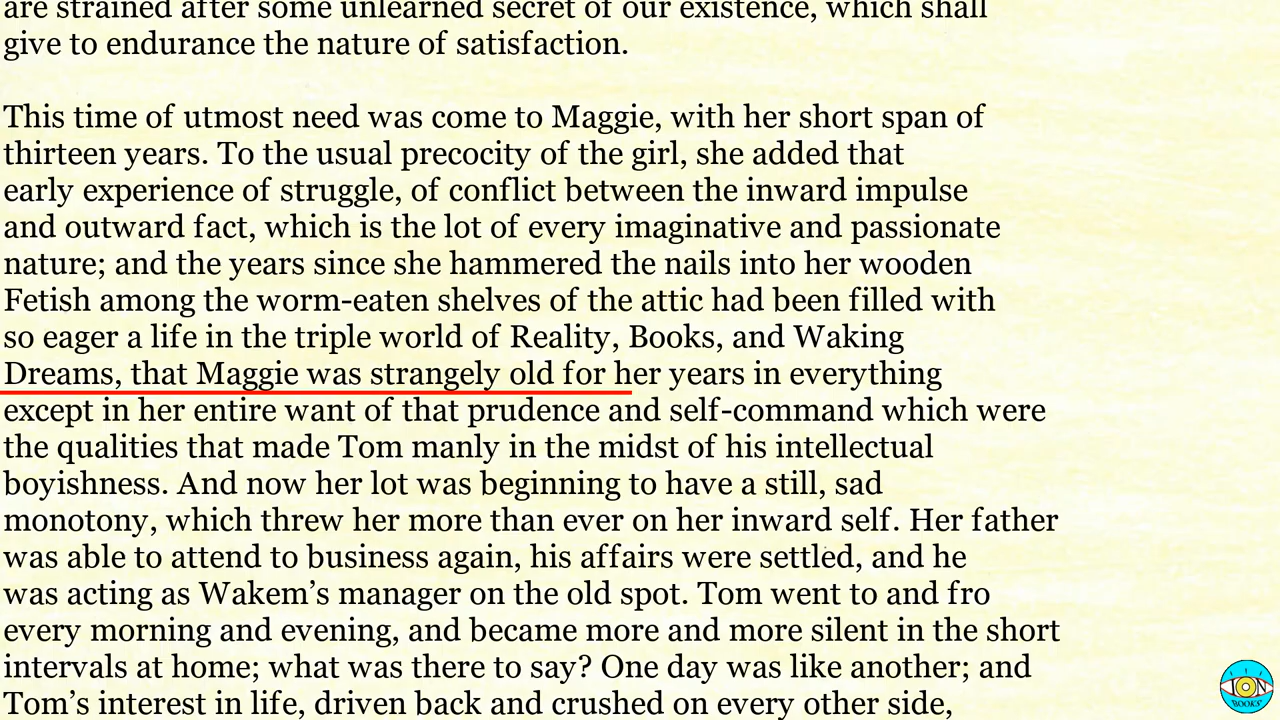 are strained after some unlearned secret of our existence, which shall
give to endurance the nature of satisfaction.
This time of utmost need was come to Maggie, with her short span of
thirteen years. To the usual precocity of the girl, she added that
early experience of struggle, of conflict between the inward impulse
and outward fact, which is the lot of every imaginative and passionate
nature; and the years since she hammered the nails into her wooden
Fetish among the worm-eaten shelves of the attic had been filled with
so eager a life in the triple world of Reality, Books, and Waking
Dreams, that Maggie was strangely old for her years in everything
except in her entire want of that prudence and self-command which were
the qualities that made Tom manly in the midst of his intellectual
boyishness. And now her lot was beginning to have a still, sad
monotony, which threw her more than ever on her inward self. Her father
was able to attend to business again, his affairs were settled, and he
was acting as Wakem’s manager on the old spot. Tom went to and fro
every morning and evening, and became more and more silent in the short
intervals at home; what was there to say? One day was like another; and
Tom’s interest in life, driven back and crushed on every other side,
ION
BOOKS